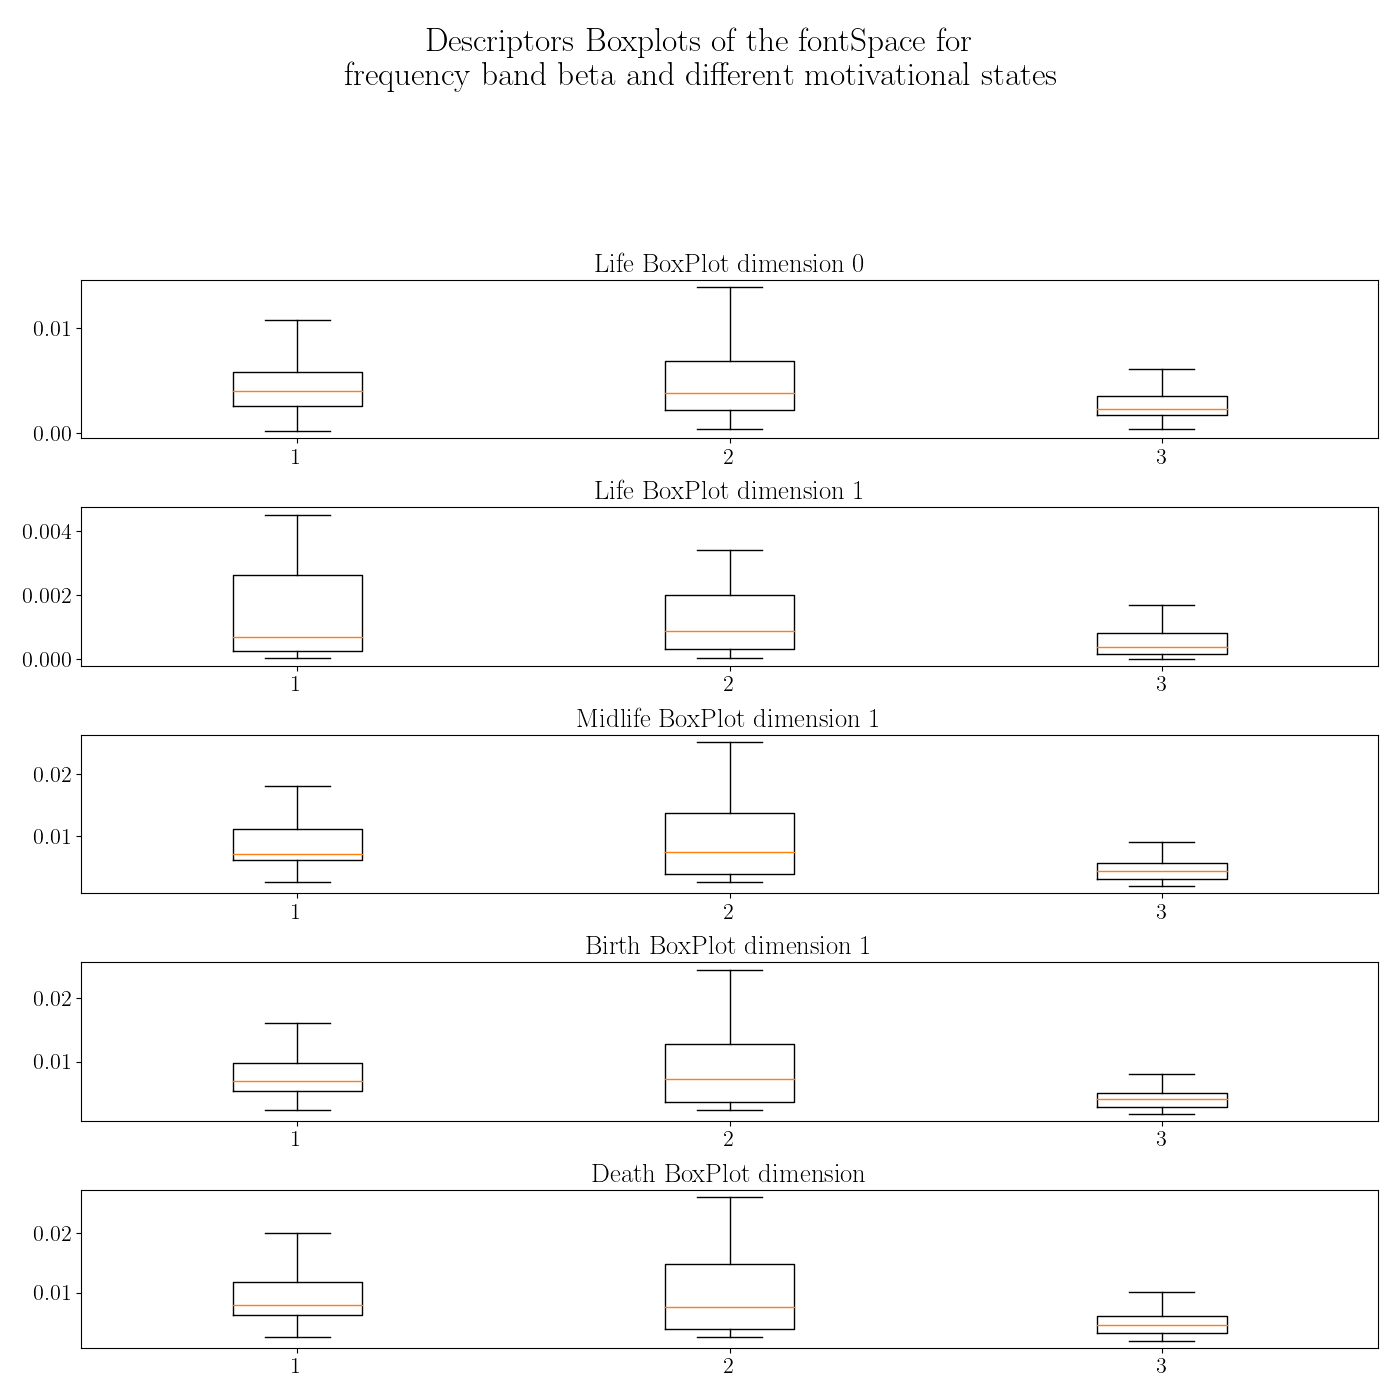 Descriptors Boxplots of the fontSpace for
frequency band beta and different motivational states
Life BoxPlot dimension 0
0.01
0.00
1 2 3
Life BoxPlot dimension 1
0.004
0.002
0.000
1 2 3
Midlife BoxPlot dimension 1
0.02
0.01
1 2 3
Birth BoxPlot dimension 1
0.02
0.01
1 2 3
Death BoxPlot dimension
0.02
0.01
1 2 3